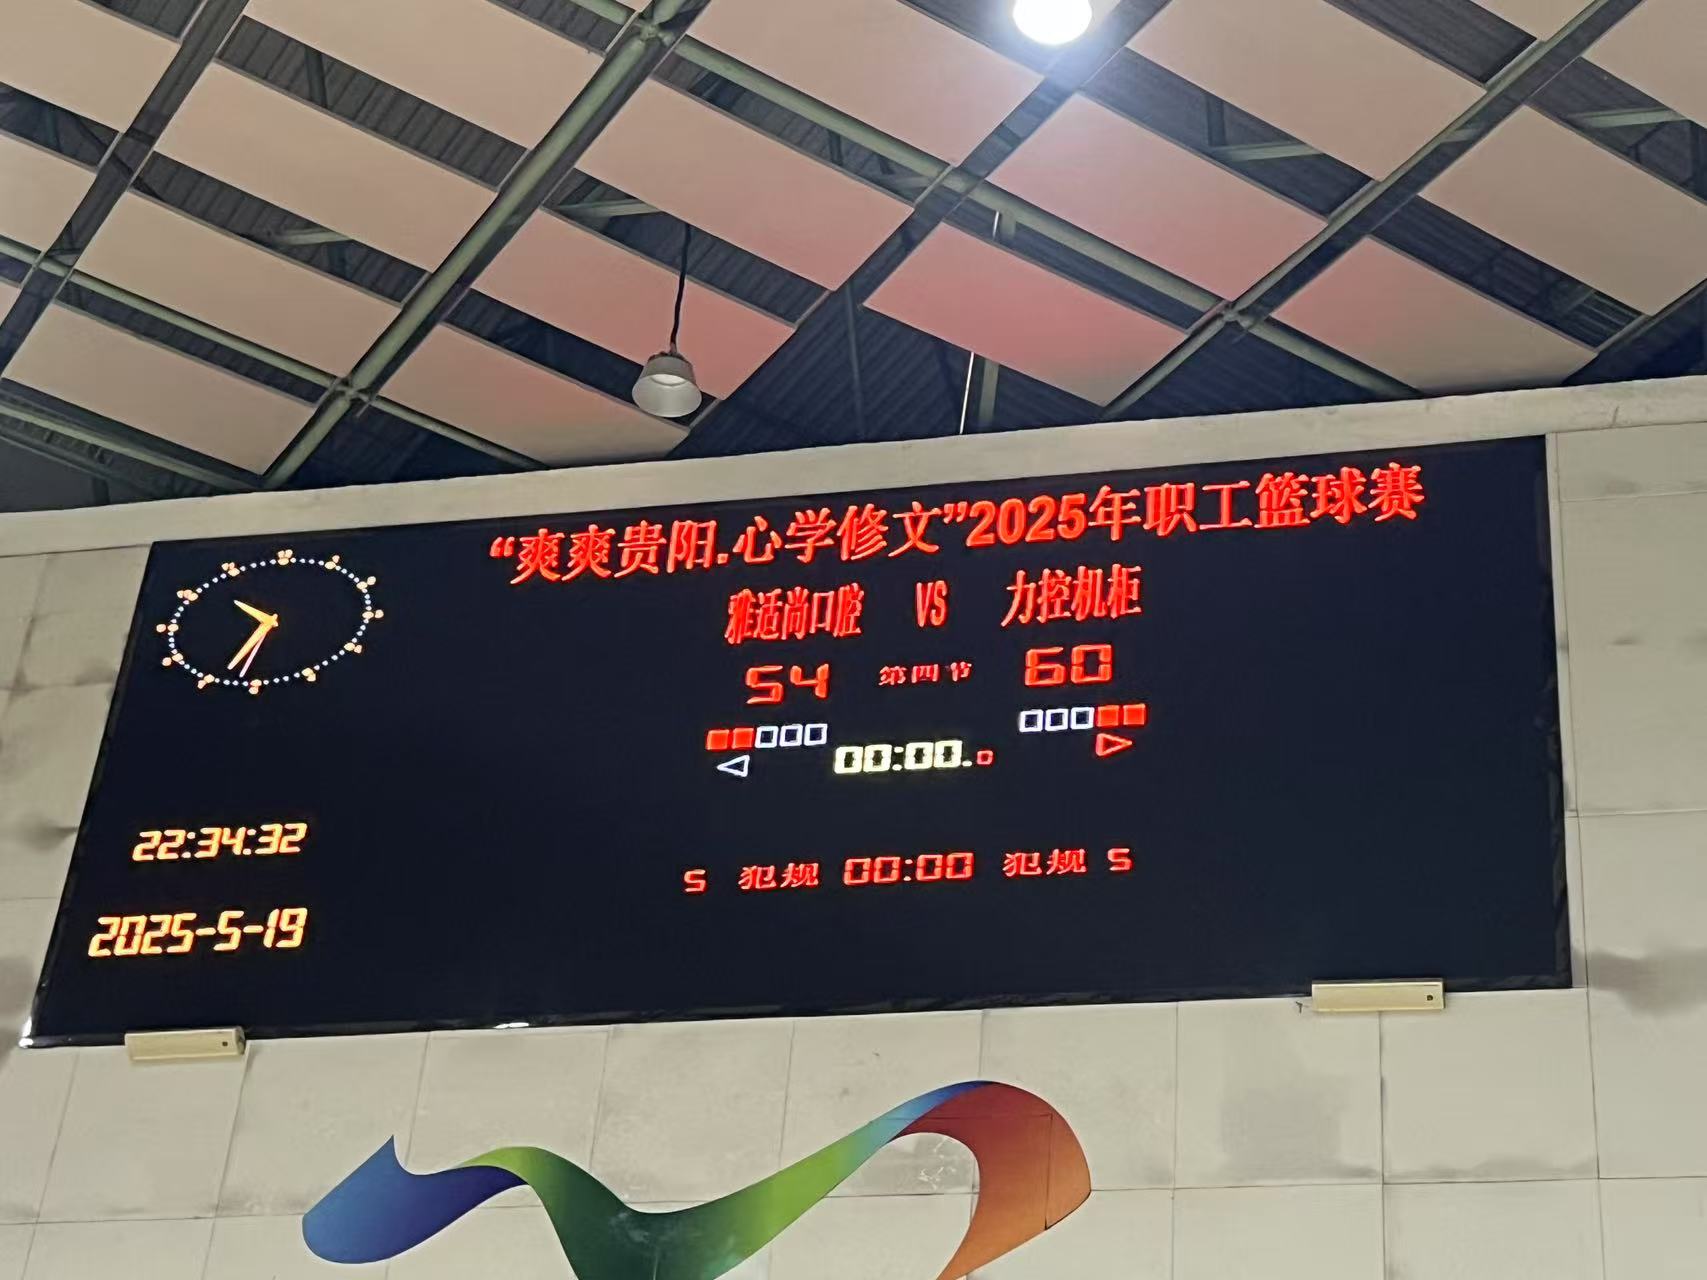 “爽爽贵阳.心学修文”2025年职工篮球赛
雅适尚口腔 VS 力控机柜
54 第四节 60
00:00.0
22:34:32
5 犯规 00:00 犯规 5
2025-5-19